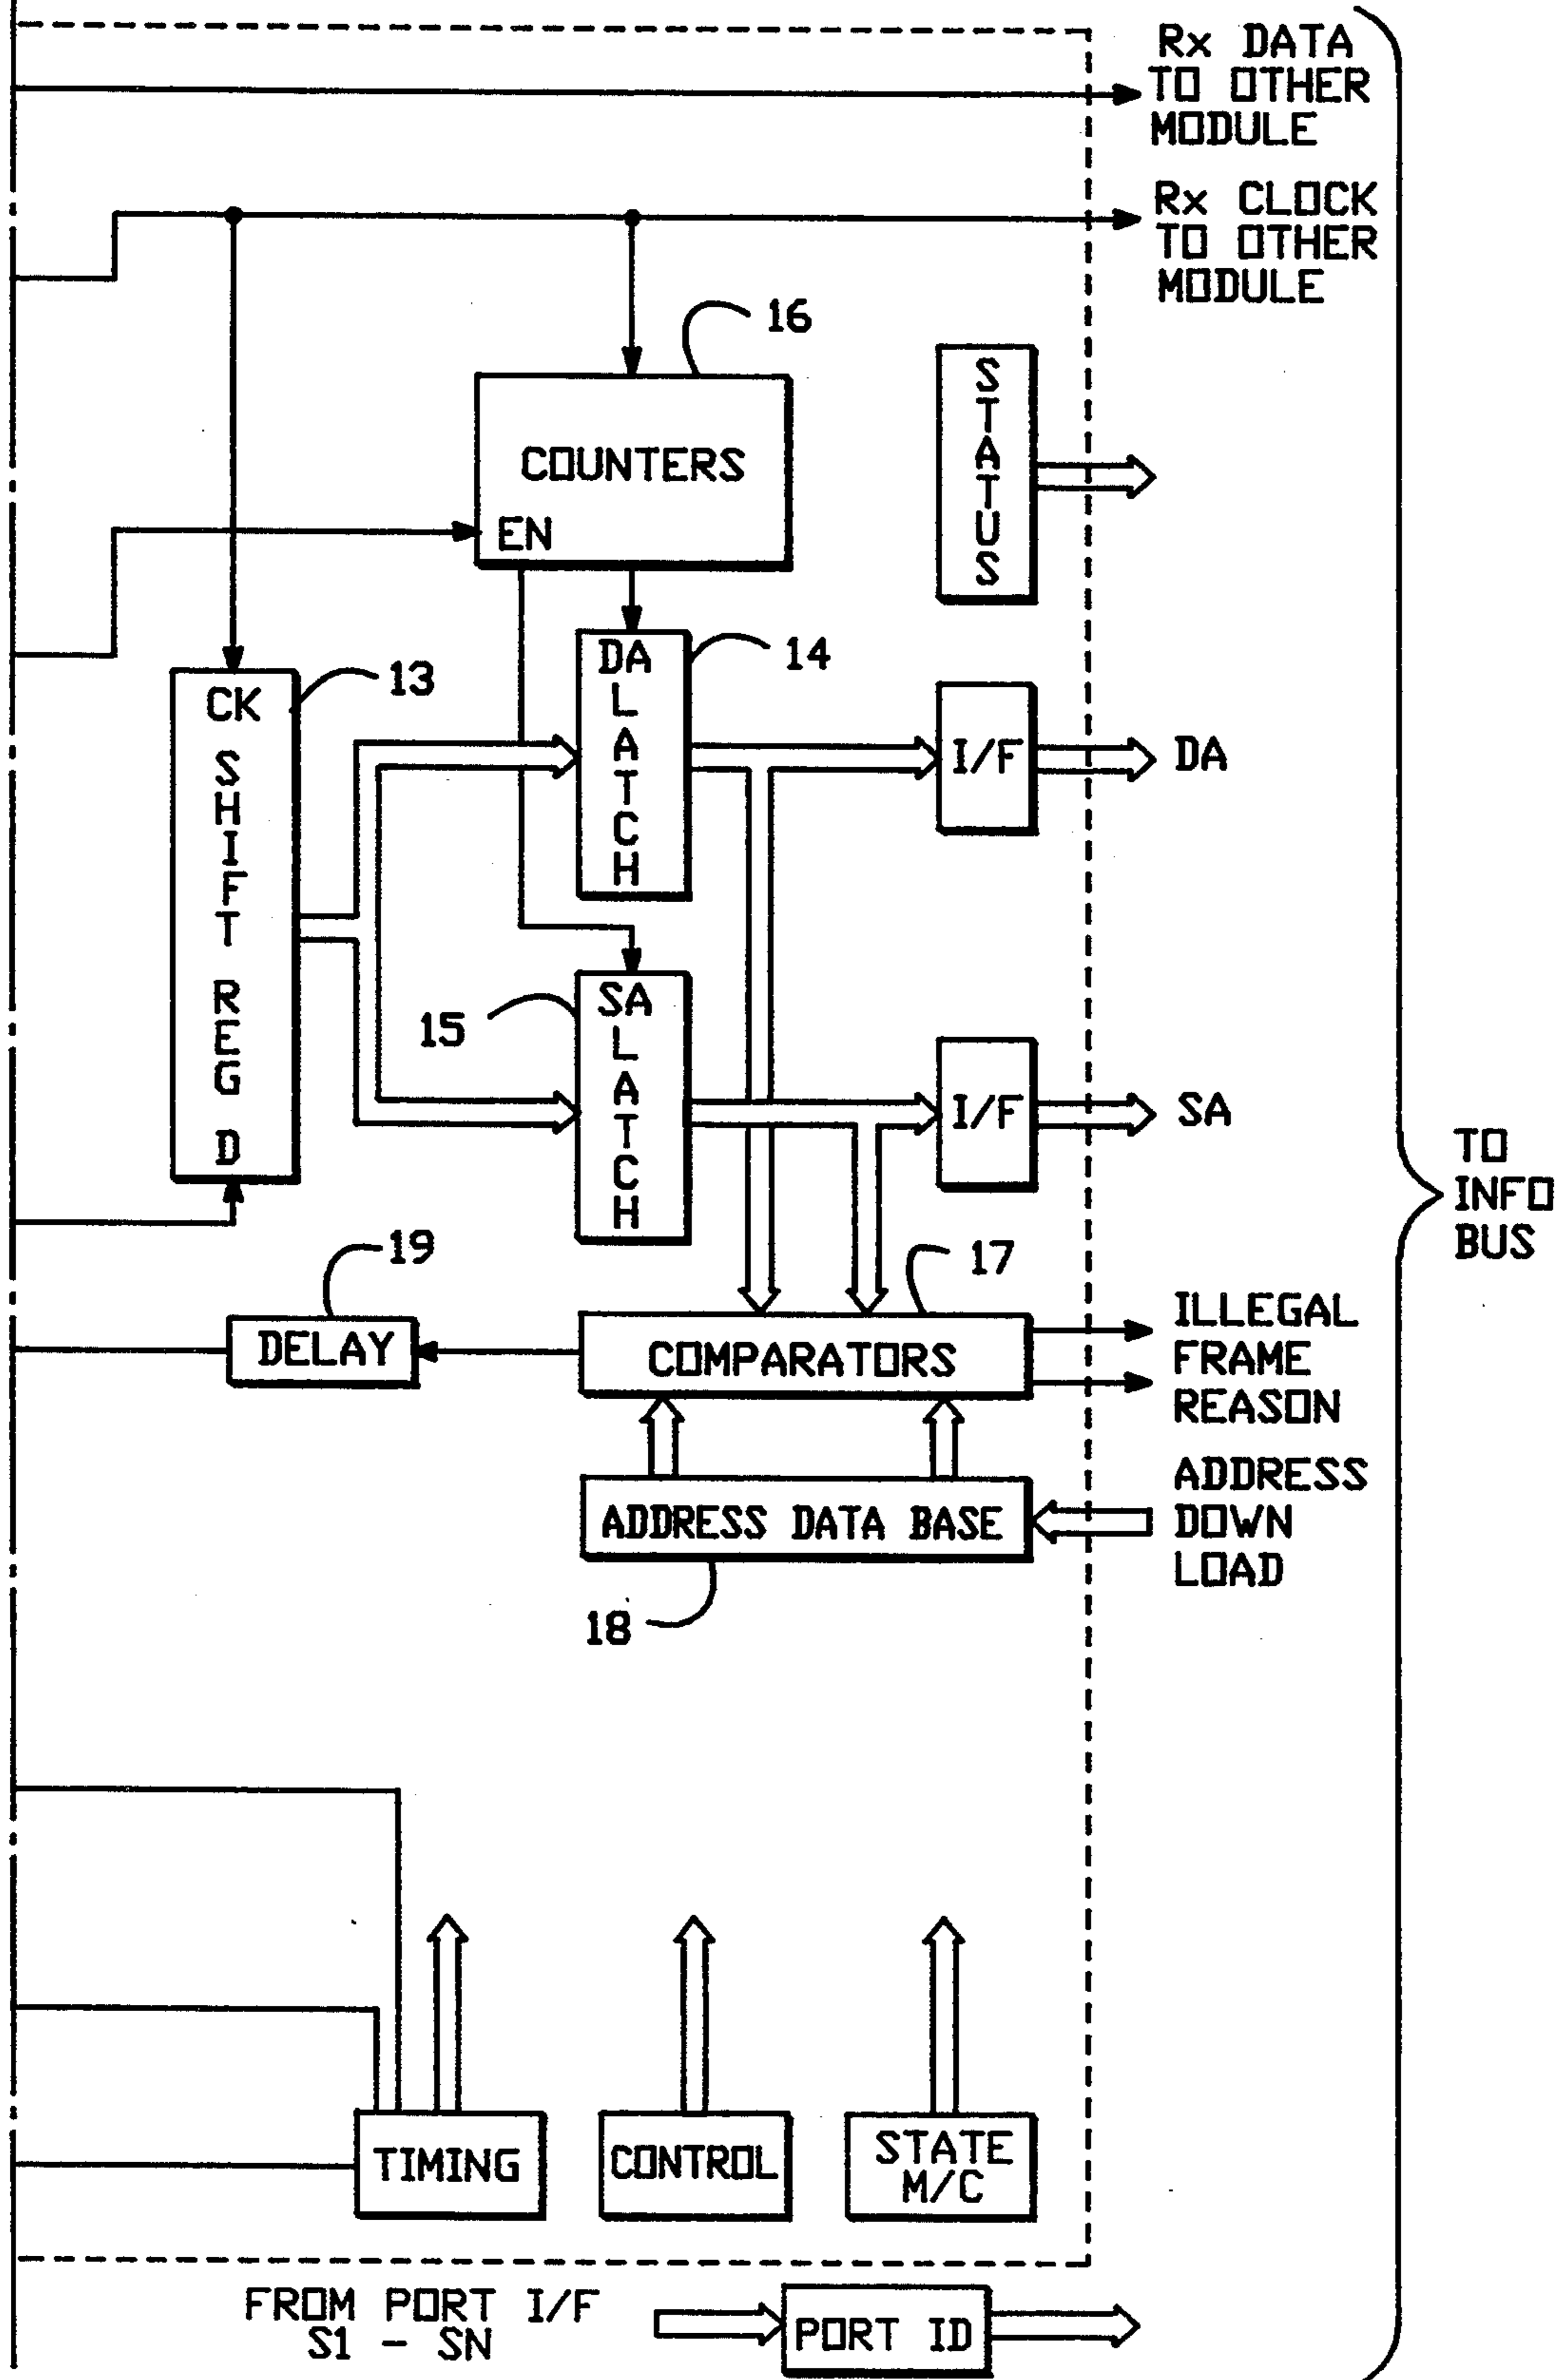 Rx DATA
TO OTHER
MODULE
Rx CLOCK
TO OTHER
MODULE
16
COUNTERS
EN
STATUS
DA
LATCH
14
CK
SHIFT
REG
D
13
I/F
DA
SA
LATCH
15
I/F
SA
TO
INFO
BUS
19
DELAY
17
COMPARATORS
ILLEGAL
FRAME
REASON
ADDRESS DATA BASE
ADDRESS
DOWN
LOAD
18
TIMING
CONTROL
STATE
M/C
FROM PORT I/F
S1 - SN
PORT ID